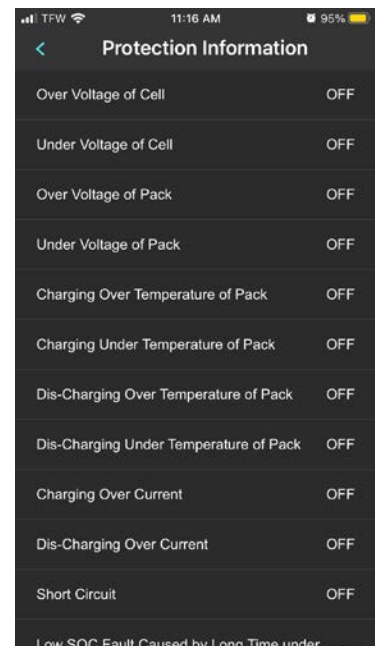 TFW 11:16 AM 95%
Protection Information
Over Voltage of Cell OFF
Under Voltage of Cell OFF
Over Voltage of Pack OFF
Under Voltage of Pack OFF
Charging Over Temperature of Pack OFF
Charging Under Temperature of Pack OFF
Dis-Charging Over Temperature of Pack OFF
Dis-Charging Under Temperature of Pack OFF
Charging Over Current OFF
Dis-Charging Over Current OFF
Short Circuit OFF
Low SOC Fault Caused by Long Time under